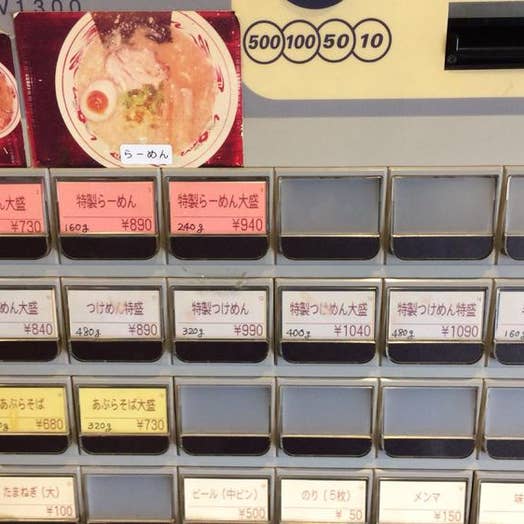 V1300
500 100 50 10
らーめん
ん大盛
¥730
特製らーめん
160g ¥890
特製らーめん大盛
240g ¥940
めん大盛
¥840
つけめん特盛
480g ¥890
特製つけめん
320g ¥990
特製つけめん大盛
400g ¥1040
特製つけめん特盛
480g ¥1090
160g
あぶらそば
¥680
あぶらそば大盛
320g ¥730
たまねぎ(大)
¥100
ビール(中ビン)
¥500
のり(5枚)
¥ 50
メンマ
¥150
味